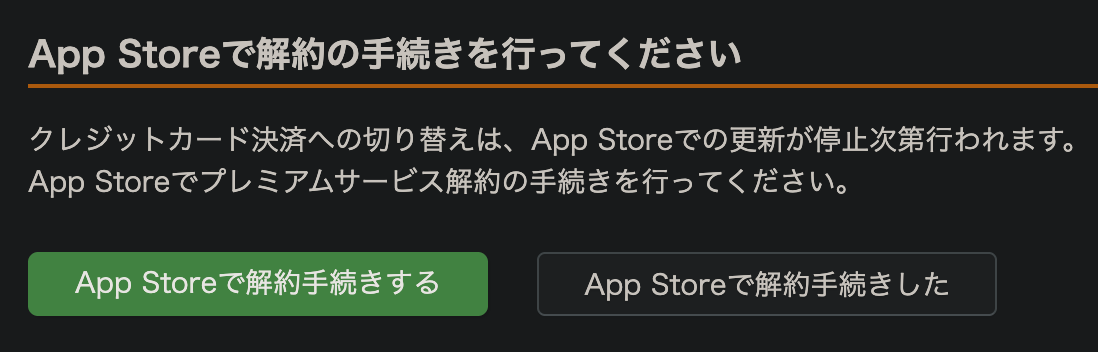 App Storeで解約の手続きを行ってください
クレジットカード決済への切り替えは、App Storeでの更新が停止次第行われます。
App Storeでプレミアムサービス解約の手続きを行ってください。
App Storeで解約手続きする
App Storeで解約手続きした